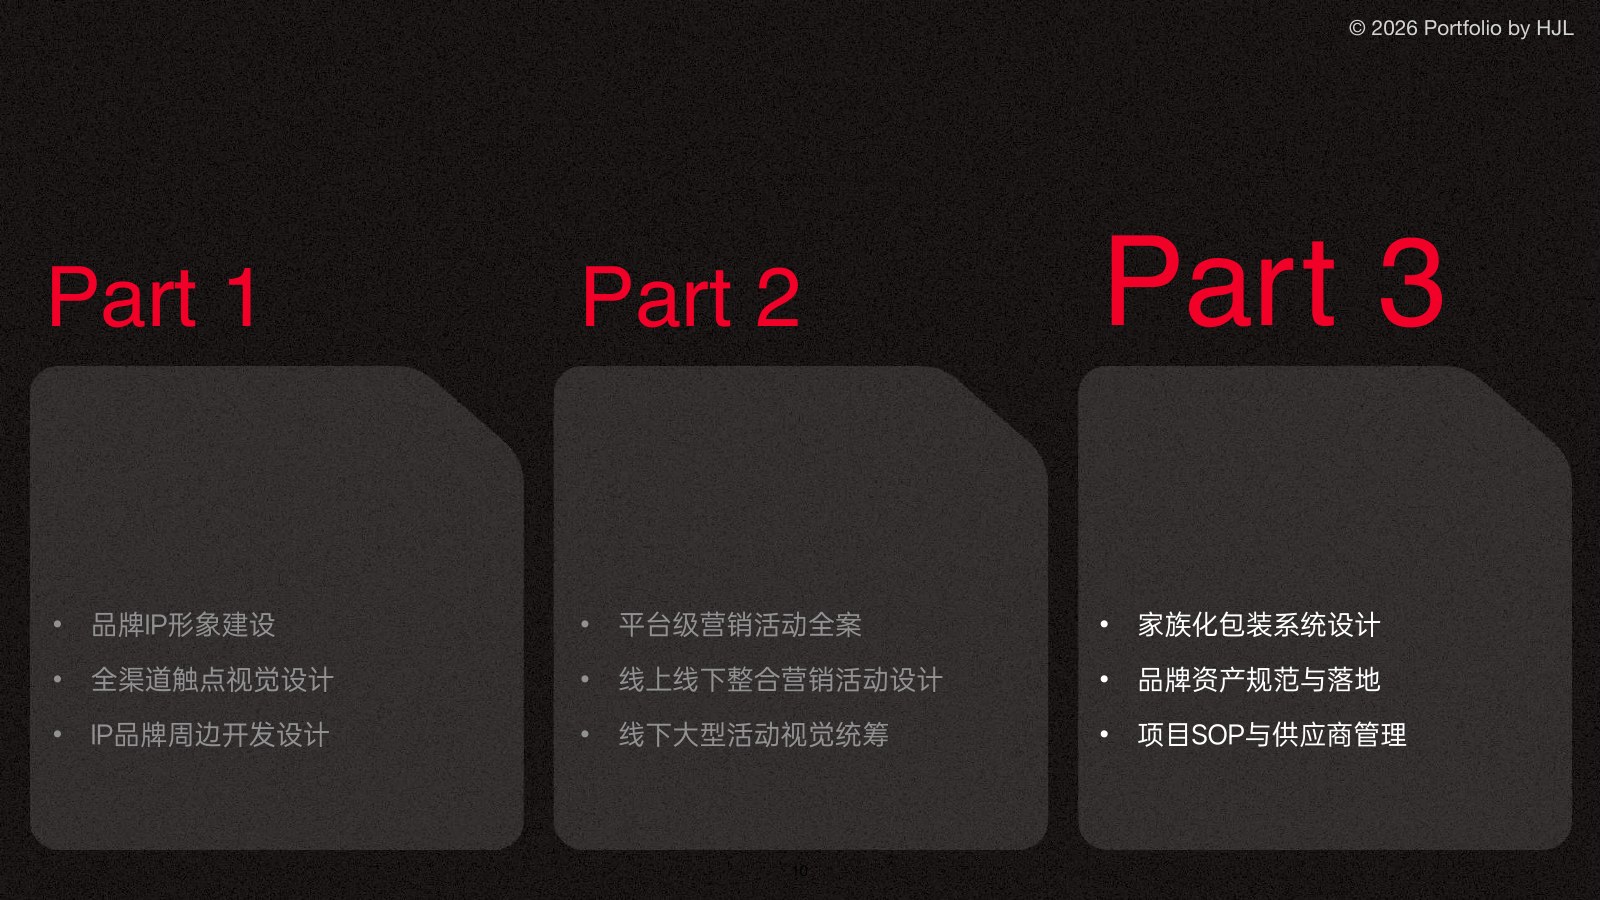 © 2026 Portfolio by HJL
Part 1
Part 2
Part 3
• 品牌IP形象建设
• 全渠道触点视觉设计
• IP品牌周边开发设计
• 平台级营销活动全案
• 线上线下整合营销活动设计
• 线下大型活动视觉统筹
• 家族化包装系统设计
• 品牌资产规范与落地
• 项目SOP与供应商管理
10